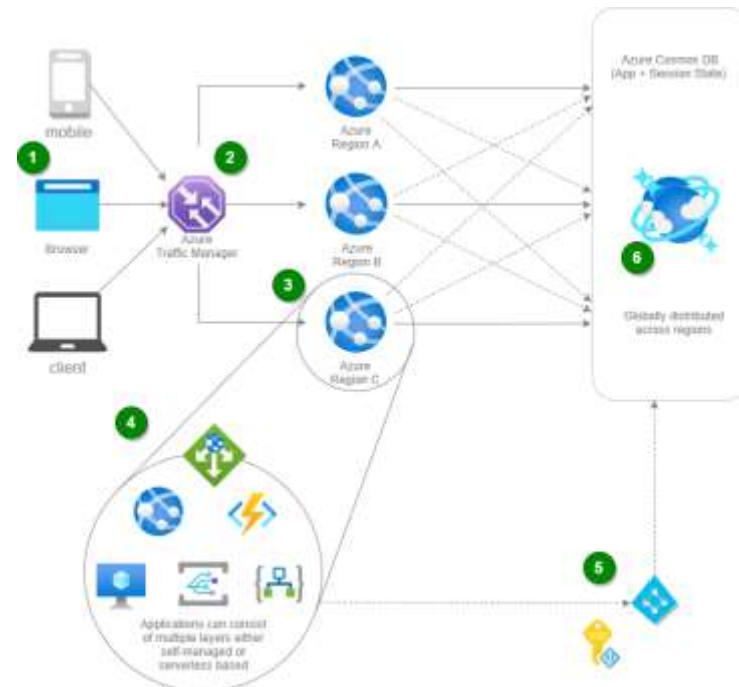 mobile
1
2
Browser
Azure
Traffic Manager
client
Azure
Region A
Azure
Region B
3
Azure
Region C
Azure Cosmos DB
(App + Session State)
6
Globally distributed
across regions
4
Applications can consist
of multiple layers either
self-managed or
serverless based
5